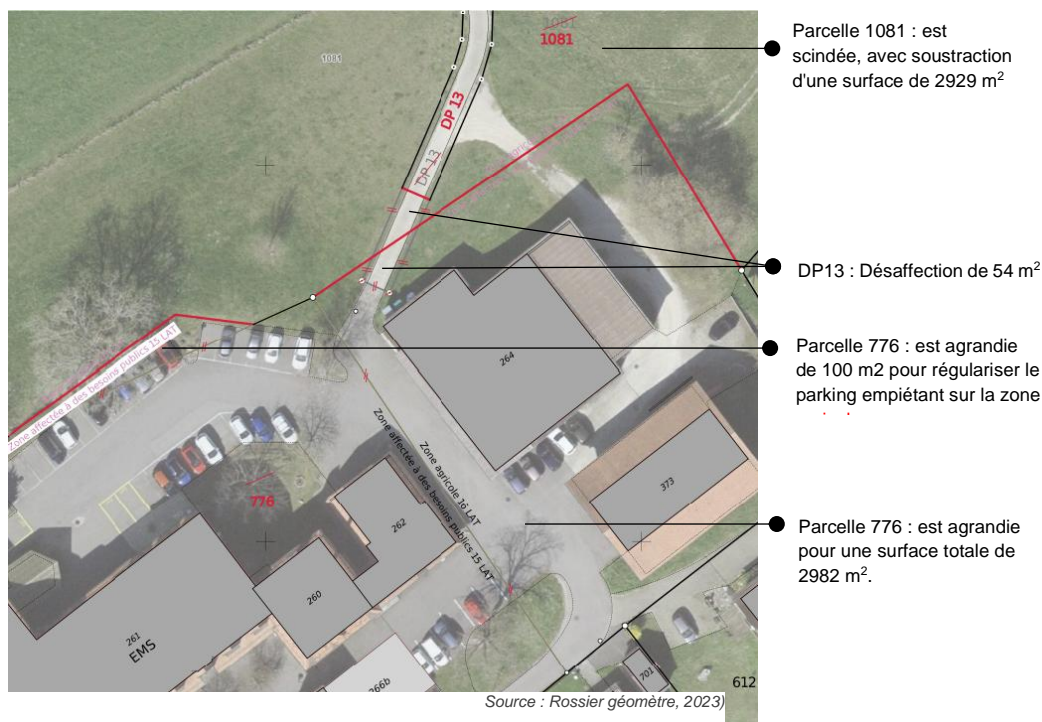 1081
1081
1081
DP 13
DP 13
Parcelle 1081 : est
scindée, avec soustraction
d'une surface de 2929 m²
DP13 : Désaffection de 54 m²
Parcelle 776 : est agrandie
de 100 m2 pour régulariser le
parking empiétant sur la zone
Parcelle 776 : est agrandie
pour une surface totale de
2982 m².
Zone affectée à des besoins publics 15 LAT
264
Zone agricole 16 LAT
Zone affectée à des besoins publics 15 LAT
373
776
262
260
261
EMS
266b
701
612
Source : Rossier géomètre, 2023)